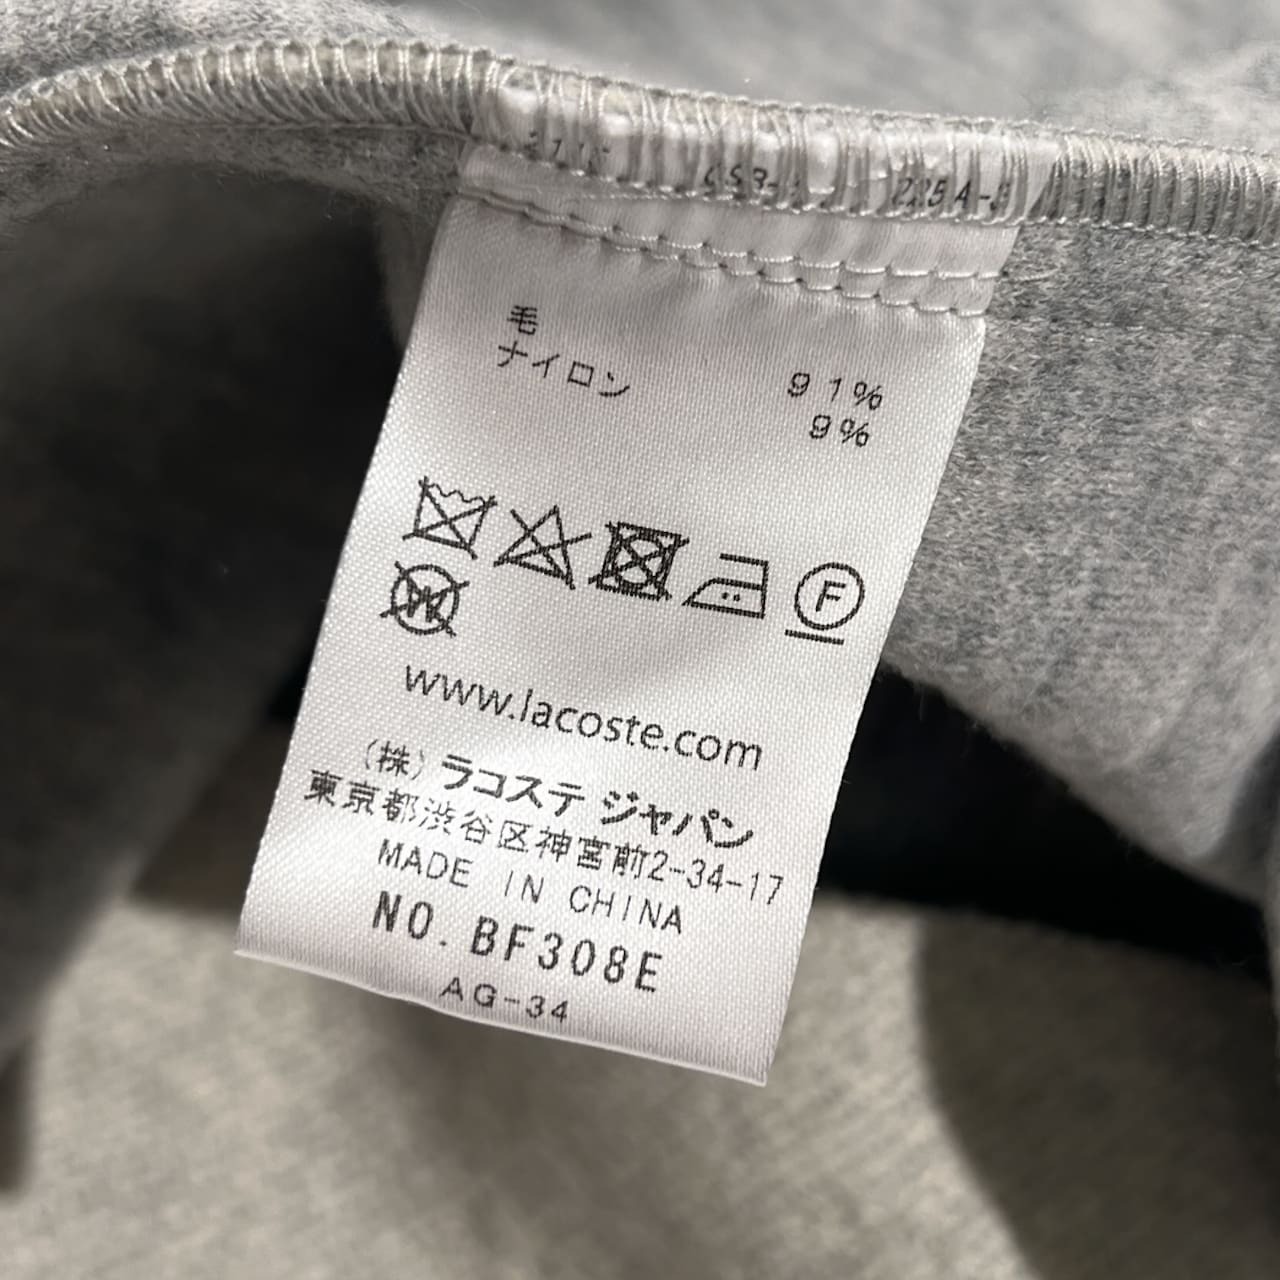 毛 91%
ナイロン 9%
F
W
www.lacoste.com
(株) ラコステ ジャパン
東京都渋谷区神宮前2-34-17
MADE IN CHINA
NO. BF308E
AG-34